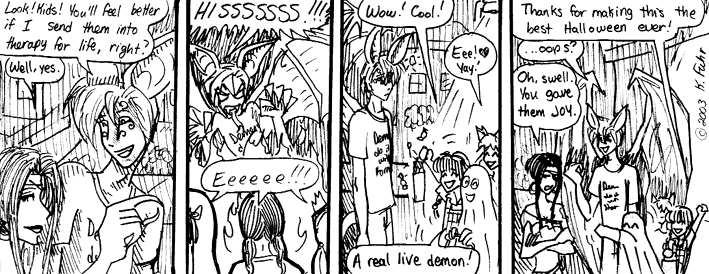 Look! Kids! You'll feel better
if I send them into
therapy for life, right?
Well, yes.
HISSSSSSS!!!
Eeeeee!!!
Wow! Cool!
Eee!
Yay!
A real live demon!
Thanks for making this the
best Halloween ever!
...oops?
Oh, swell.
You gave
them JOY.
©2003 K. Fiehr